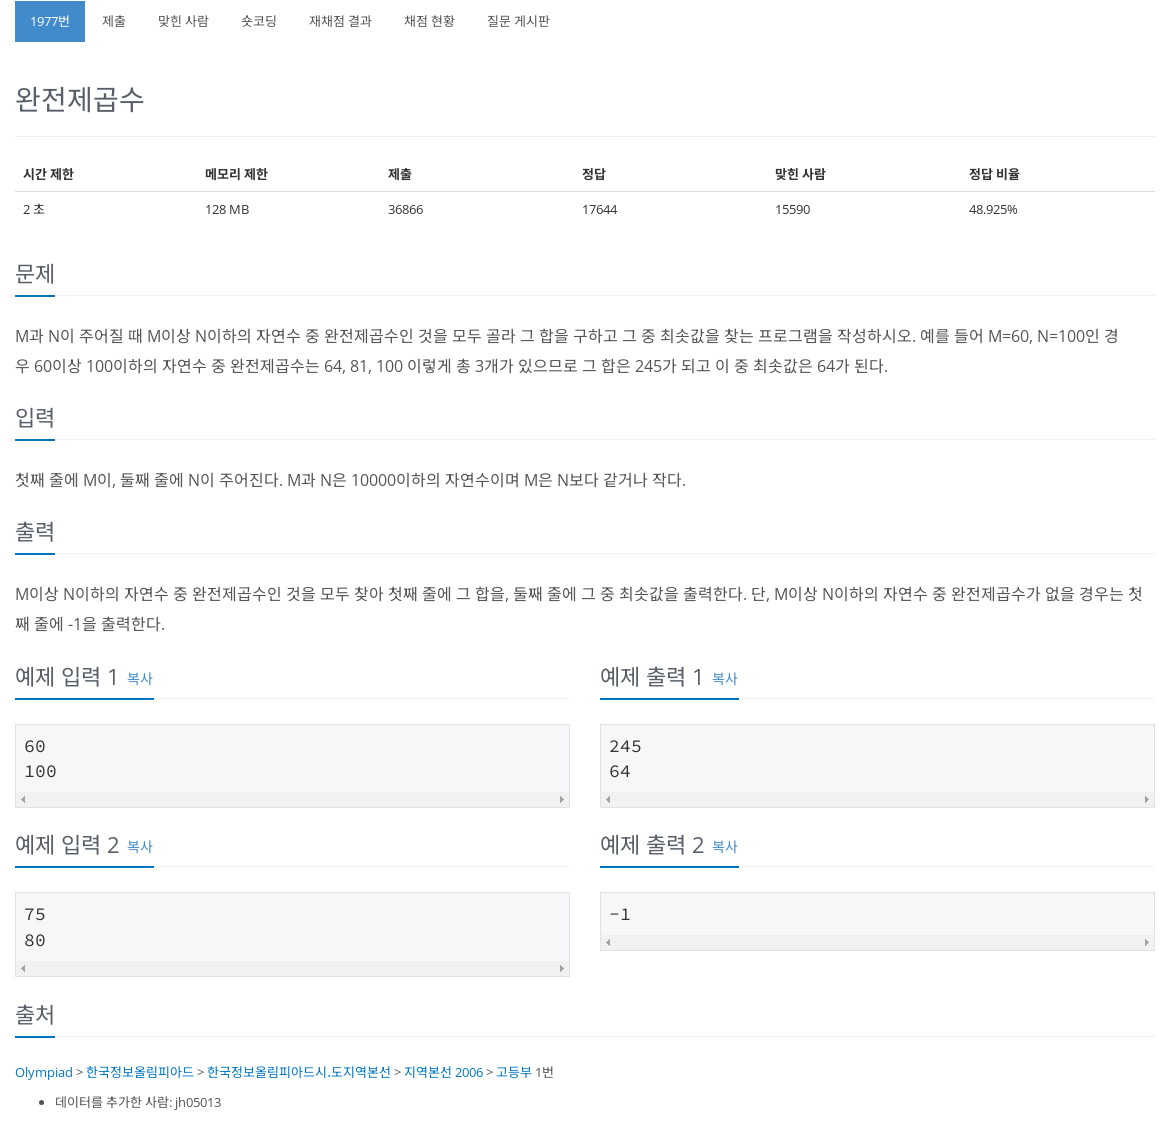 1977번 제출 맞힌 사람 숏코딩 재채점 결과 채점 현황 질문 게시판
완전제곱수
시간 제한 메모리 제한 제출 정답 맞힌 사람 정답 비율
2 초 128 MB 36866 17644 15590 48.925%
문제
M과 N이 주어질 때 M이상 N이하의 자연수 중 완전제곱수인 것을 모두 골라 그 합을 구하고 그 중 최솟값을 찾는 프로그램을 작성하시오. 예를 들어 M=60, N=100인 경
우 60이상 100이하의 자연수 중 완전제곱수는 64, 81, 100 이렇게 총 3개가 있으므로 그 합은 245가 되고 이 중 최솟값은 64가 된다.
입력
첫째 줄에 M이, 둘째 줄에 N이 주어진다. M과 N은 10000이하의 자연수이며 M은 N보다 같거나 작다.
출력
M이상 N이하의 자연수 중 완전제곱수인 것을 모두 찾아 첫째 줄에 그 합을, 둘째 줄에 그 중 최솟값을 출력한다. 단, M이상 N이하의 자연수 중 완전제곱수가 없을 경우는 첫
째 줄에 -1을 출력한다.
예제 입력 1 복사
60
100
예제 출력 1 복사
245
64
예제 입력 2 복사
75
80
예제 출력 2 복사
-1
출처
Olympiad > 한국정보올림피아드 > 한국정보올림피아드시.도지역본선 > 지역본선 2006 > 고등부 1번
• 데이터를 추가한 사람: jh05013